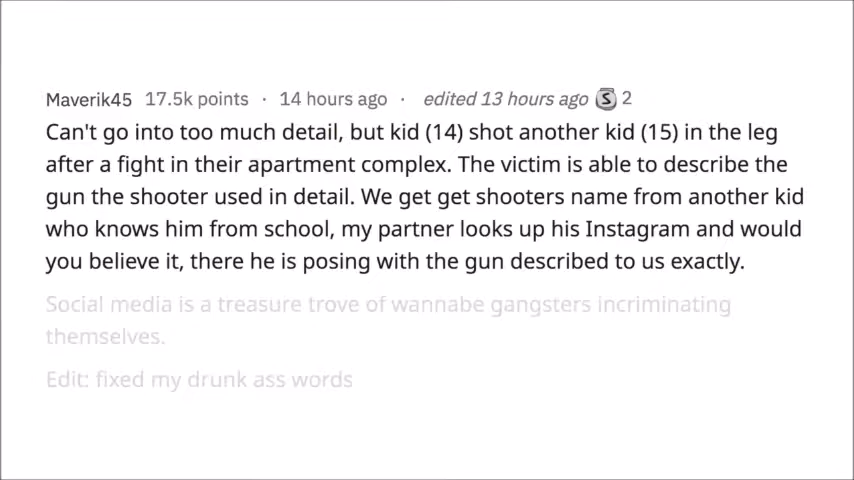 Maverik45 17.5k points · 14 hours ago · edited 13 hours ago S 2
Can't go into too much detail, but kid (14) shot another kid (15) in the leg
after a fight in their apartment complex. The victim is able to describe the
gun the shooter used in detail. We get get shooters name from another kid
who knows him from school, my partner looks up his Instagram and would
you believe it, there he is posing with the gun described to us exactly.
Social media is a treasure trove of wannabe gangsters incriminating
themselves.
Edit: fixed my drunk ass words